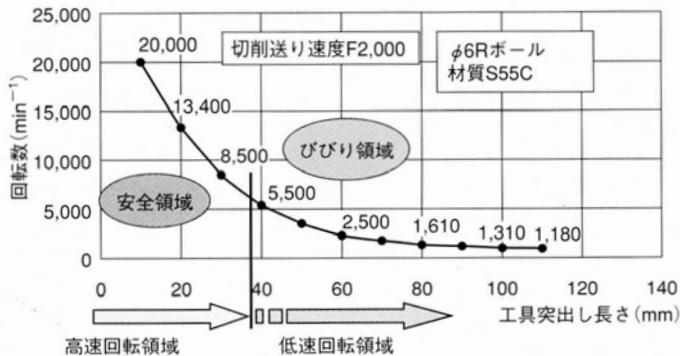 25,000
20,000
15,000
10,000
5,000
0
回転数(min⁻¹)
切削送り速度F2,000
φ6Rボール
材質S55C
20,000
13,400
8,500
5,500
2,500
1,610
1,310
1,180
びびり領域
安全領域
0 20 40 60 80 100 120 140
工具突出し長さ(mm)
高速回転領域
低速回転領域